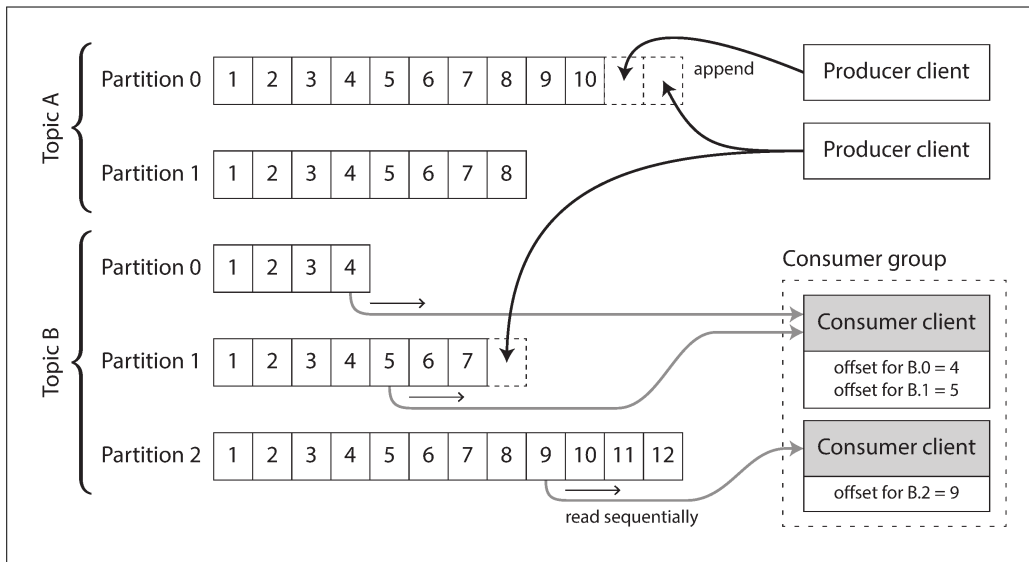 Topic A
Partition 0 1 2 3 4 5 6 7 8 9 10
append
Producer client
Producer client
Partition 1 1 2 3 4 5 6 7 8
Topic B
Partition 0 1 2 3 4
Partition 1 1 2 3 4 5 6 7
Partition 2 1 2 3 4 5 6 7 8 9 10 11 12
read sequentially
Consumer group
Consumer client
offset for B.0 = 4
offset for B.1 = 5
Consumer client
offset for B.2 = 9